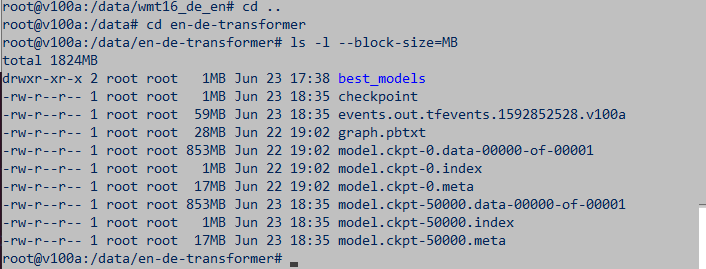 root@v100a:/data/wmt16_de_en# cd ..
root@v100a:/data# cd en-de-transformer
root@v100a:/data/en-de-transformer# ls -l --block-size=MB
total 1824MB
drwxr-xr-x 2 root root   1MB Jun 23 17:38 best_models
-rw-r--r-- 1 root root   1MB Jun 23 18:35 checkpoint
-rw-r--r-- 1 root root  59MB Jun 23 18:35 events.out.tfevents.1592852528.v100a
-rw-r--r-- 1 root root  28MB Jun 22 19:02 graph.pbtxt
-rw-r--r-- 1 root root 853MB Jun 22 19:02 model.ckpt-0.data-00000-of-00001
-rw-r--r-- 1 root root   1MB Jun 22 19:02 model.ckpt-0.index
-rw-r--r-- 1 root root  17MB Jun 22 19:02 model.ckpt-0.meta
-rw-r--r-- 1 root root 853MB Jun 23 18:35 model.ckpt-50000.data-00000-of-00001
-rw-r--r-- 1 root root   1MB Jun 23 18:35 model.ckpt-50000.index
-rw-r--r-- 1 root root  17MB Jun 23 18:35 model.ckpt-50000.meta
root@v100a:/data/en-de-transformer#